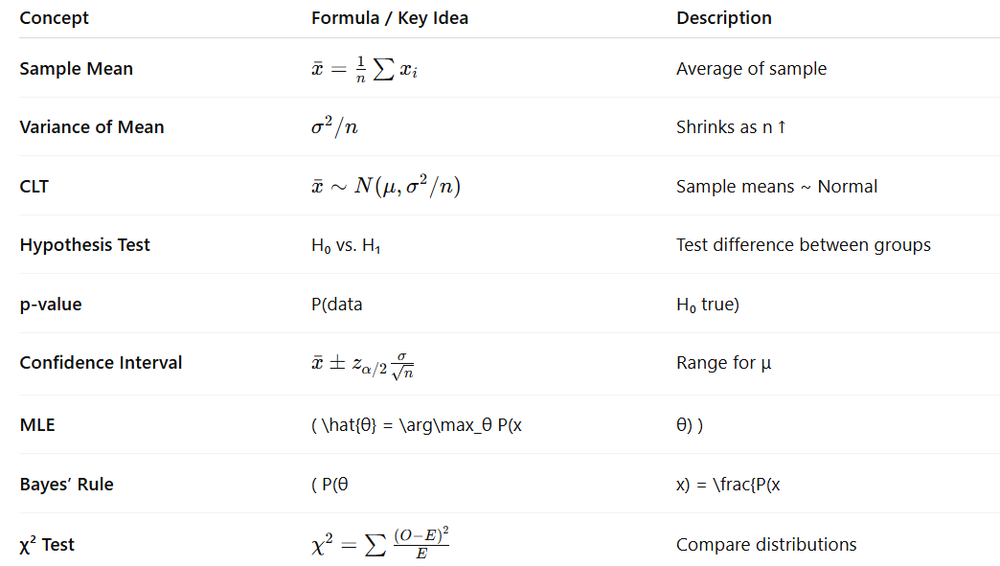 Concept Formula / Key Idea Description
Sample Mean x̄ = 1/n ∑ xᵢ Average of sample
Variance of Mean σ²/n Shrinks as n ↑
CLT x̄ ∼ N(μ, σ²/n) Sample means ~ Normal
Hypothesis Test H₀ vs. H₁ Test difference between groups
p-value P(data H₀ true)
Confidence Interval x̄ ± z_{α/2} σ/√n Range for μ
MLE ( \hat{θ} = \arg\max_θ P(x θ) )
Bayes’ Rule ( P(θ x) = \frac{P(x
χ² Test χ² = ∑ (O−E)²/E Compare distributions